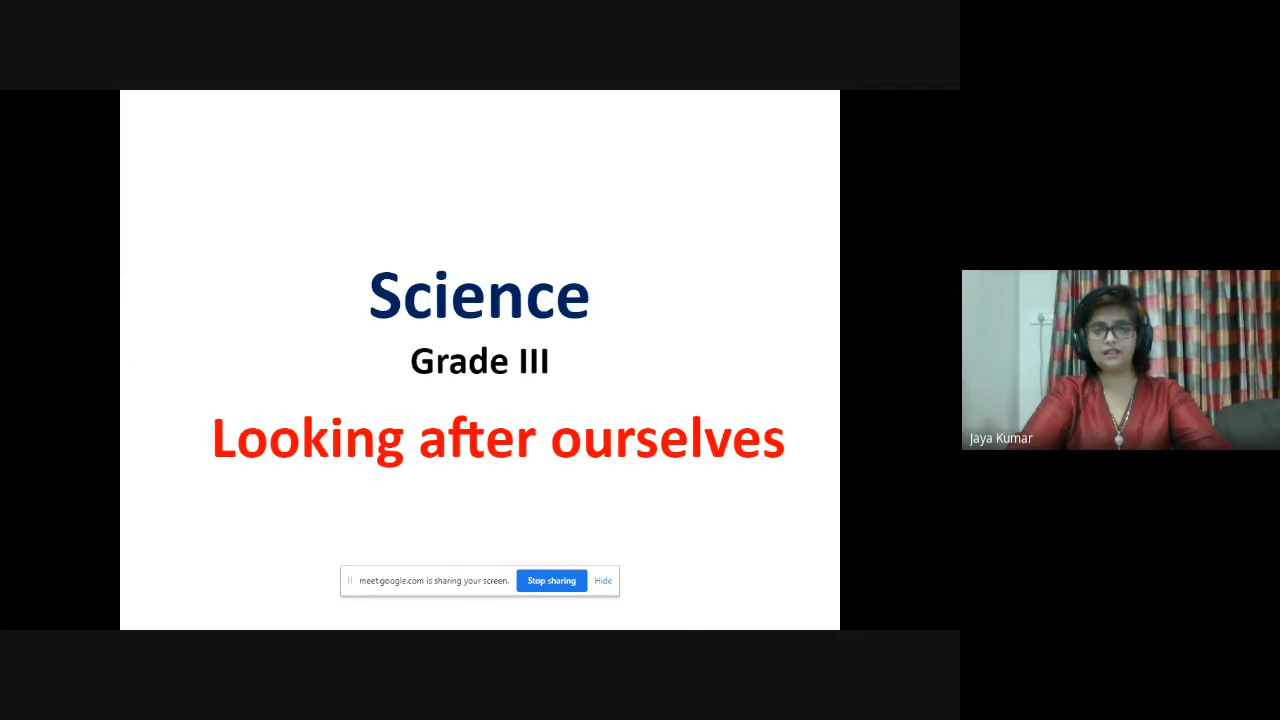 Science
Grade III
Looking after ourselves
meet.google.com is sharing your screen. Stop sharing Hide
Jaya Kumar